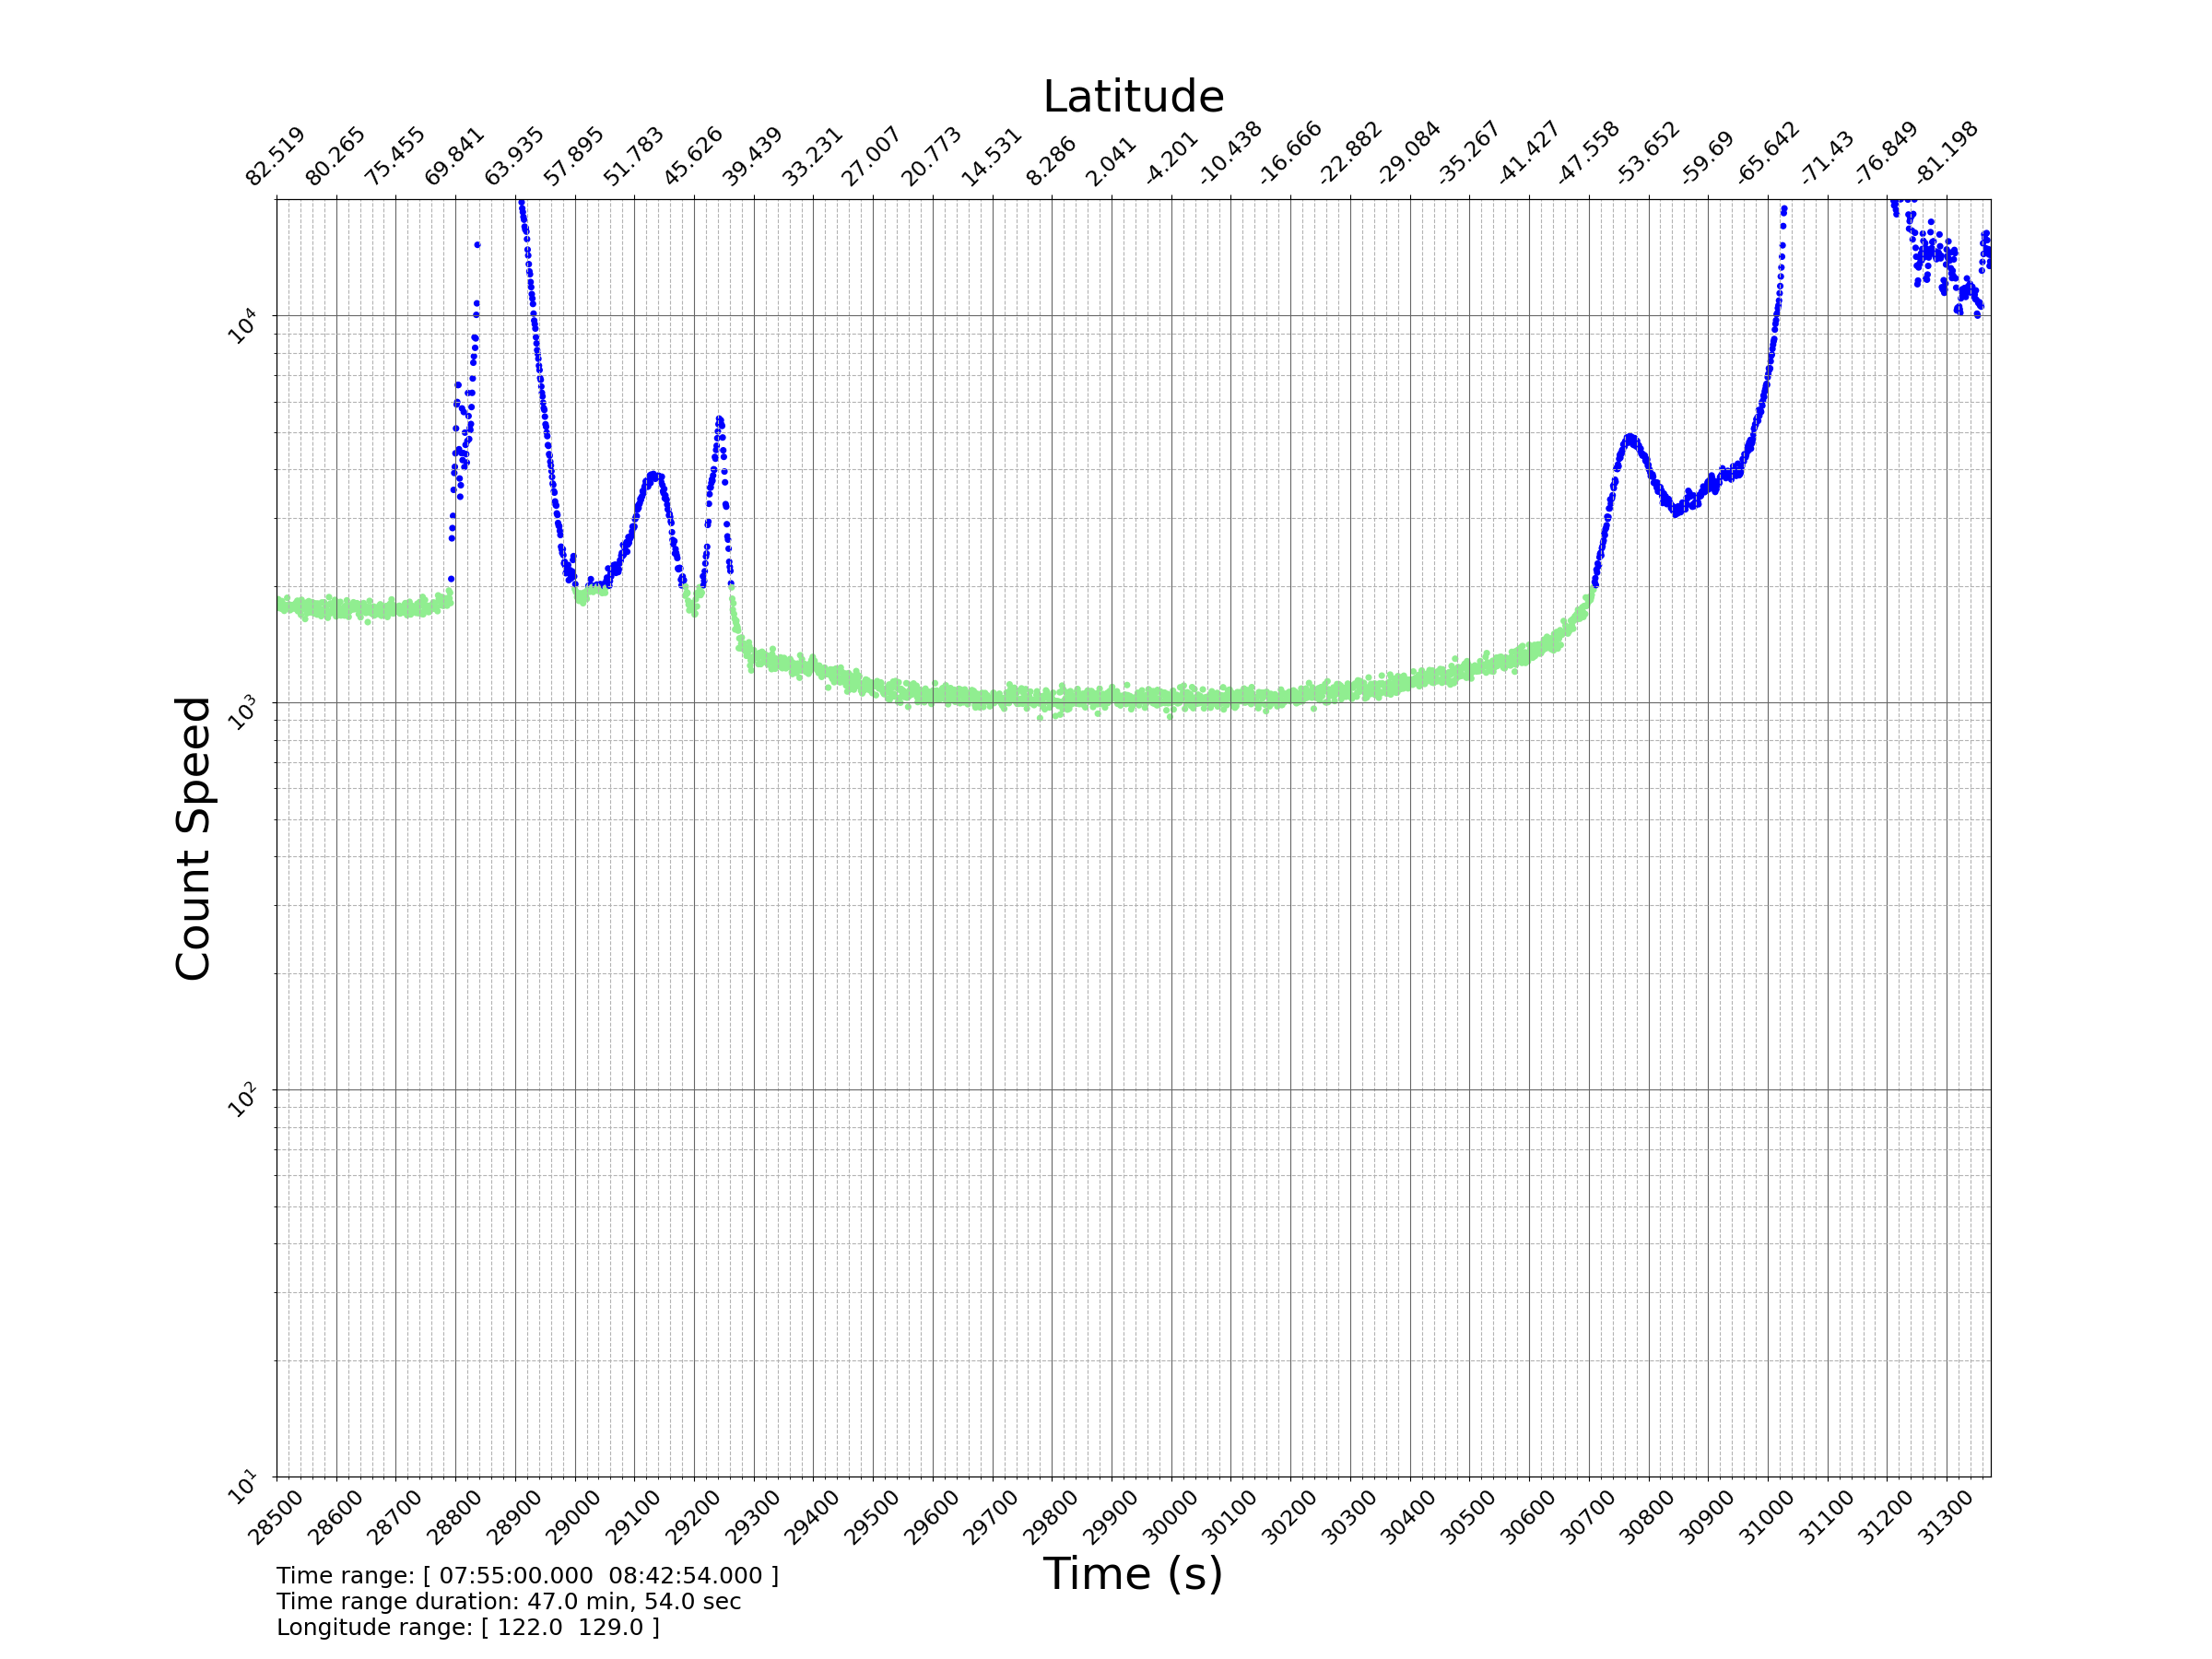 Latitude
82.519 80.265 75.455 69.841 63.935 57.895 51.783 45.626 39.439 33.231 27.007 20.773 14.531 8.286 2.041 -4.201 -10.438 -16.666 -22.882 -29.084 -35.267 -41.427 -47.558 -53.652 -59.69 -65.642 -71.43 -76.849 -81.198
10⁴
10³
10²
10¹
Count Speed
28500 28600 28700 28800 28900 29000 29100 29200 29300 29400 29500 29600 29700 29800 29900 30000 30100 30200 30300 30400 30500 30600 30700 30800 30900 31000 31100 31200 31300
Time (s)
Time range: [ 07:55:00.000 08:42:54.000 ]
Time range duration: 47.0 min, 54.0 sec
Longitude range: [ 122.0 129.0 ]